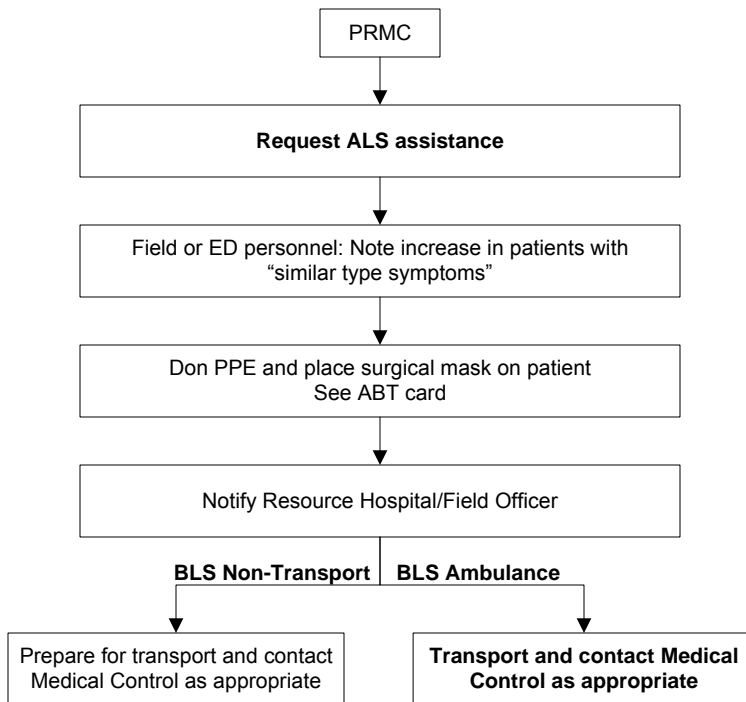 PRMC
Request ALS assistance
Field or ED personnel: Note increase in patients with
“similar type symptoms”
Don PPE and place surgical mask on patient
See ABT card
Notify Resource Hospital/Field Officer
BLS Non-Transport
BLS Ambulance
Prepare for transport and contact
Medical Control as appropriate
Transport and contact Medical
Control as appropriate